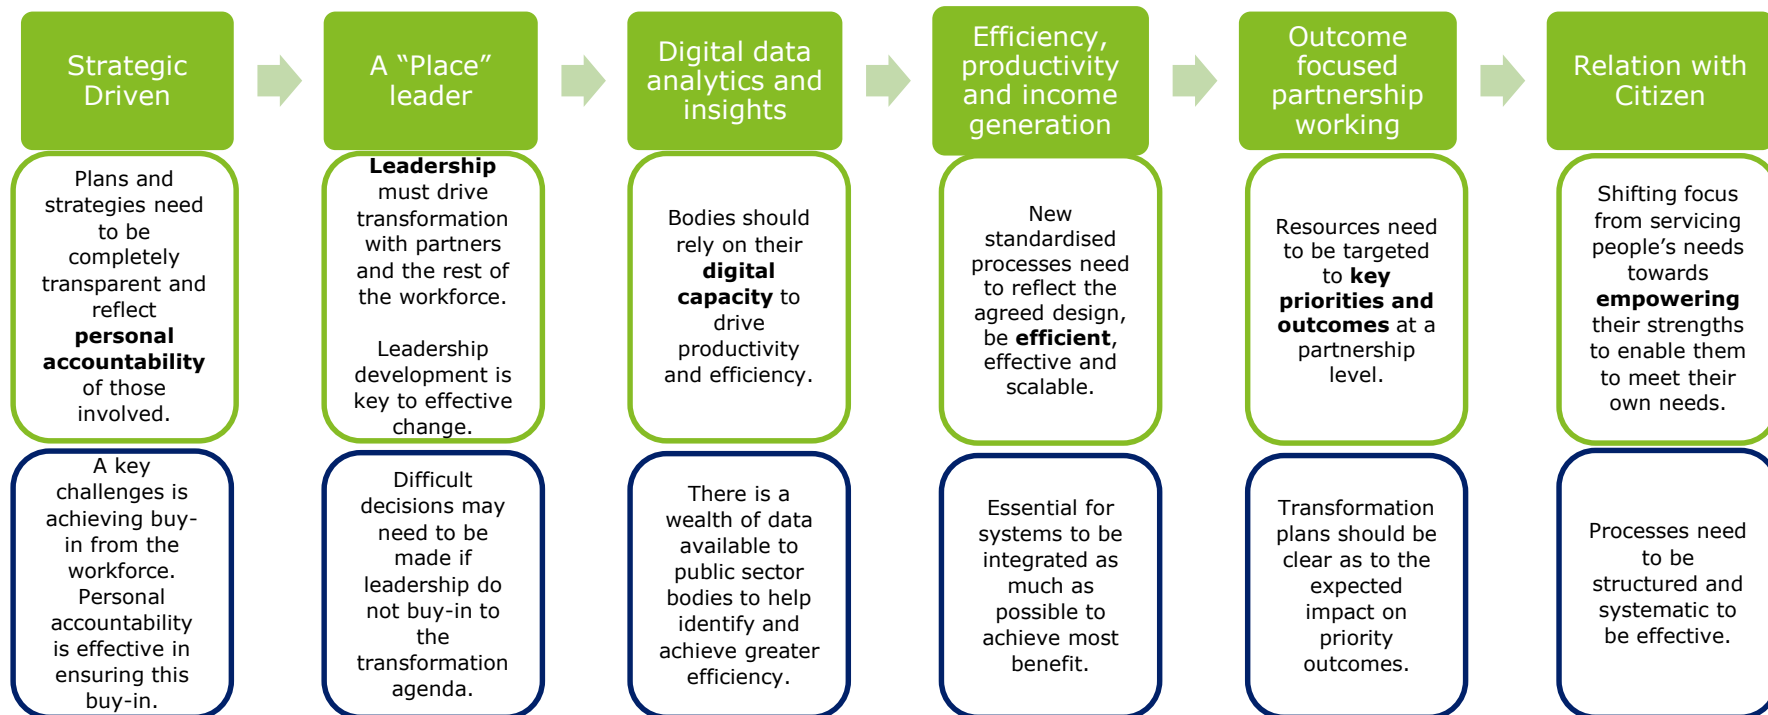 Strategic
Driven
A “Place”
leader
Digital data
analytics and
insights
Efficiency,
productivity
and income
generation
Outcome
focused
partnership
working
Relation with
Citizen
Plans and
strategies need
to be
completely
transparent and
reflect
personal
accountability
of those
involved.
Leadership
must drive
transformation
with partners
and the rest of
the workforce.
Leadership
development is
key to effective
change.
Bodies should
rely on their
digital
capacity to
drive
productivity
and efficiency.
New
standardised
processes need
to reflect the
agreed design,
be efficient,
effective and
scalable.
Resources need
to be targeted
to key
priorities and
outcomes at a
partnership
level.
Shifting focus
from servicing
people’s needs
towards
empowering
their strengths
to enable them
to meet their
own needs.
A key
challenges is
achieving buy-
in from the
workforce.
Personal
accountability
is effective in
ensuring this
buy-in.
Difficult
decisions may
need to be
made if
leadership do
not buy-in to
the
transformation
agenda.
There is a
wealth of data
available to
public sector
bodies to help
identify and
achieve greater
efficiency.
Essential for
systems to be
integrated as
much as
possible to
achieve most
benefit.
Transformation
plans should be
clear as to the
expected
impact on
priority
outcomes.
Processes need
to be
structured and
systematic to
be effective.